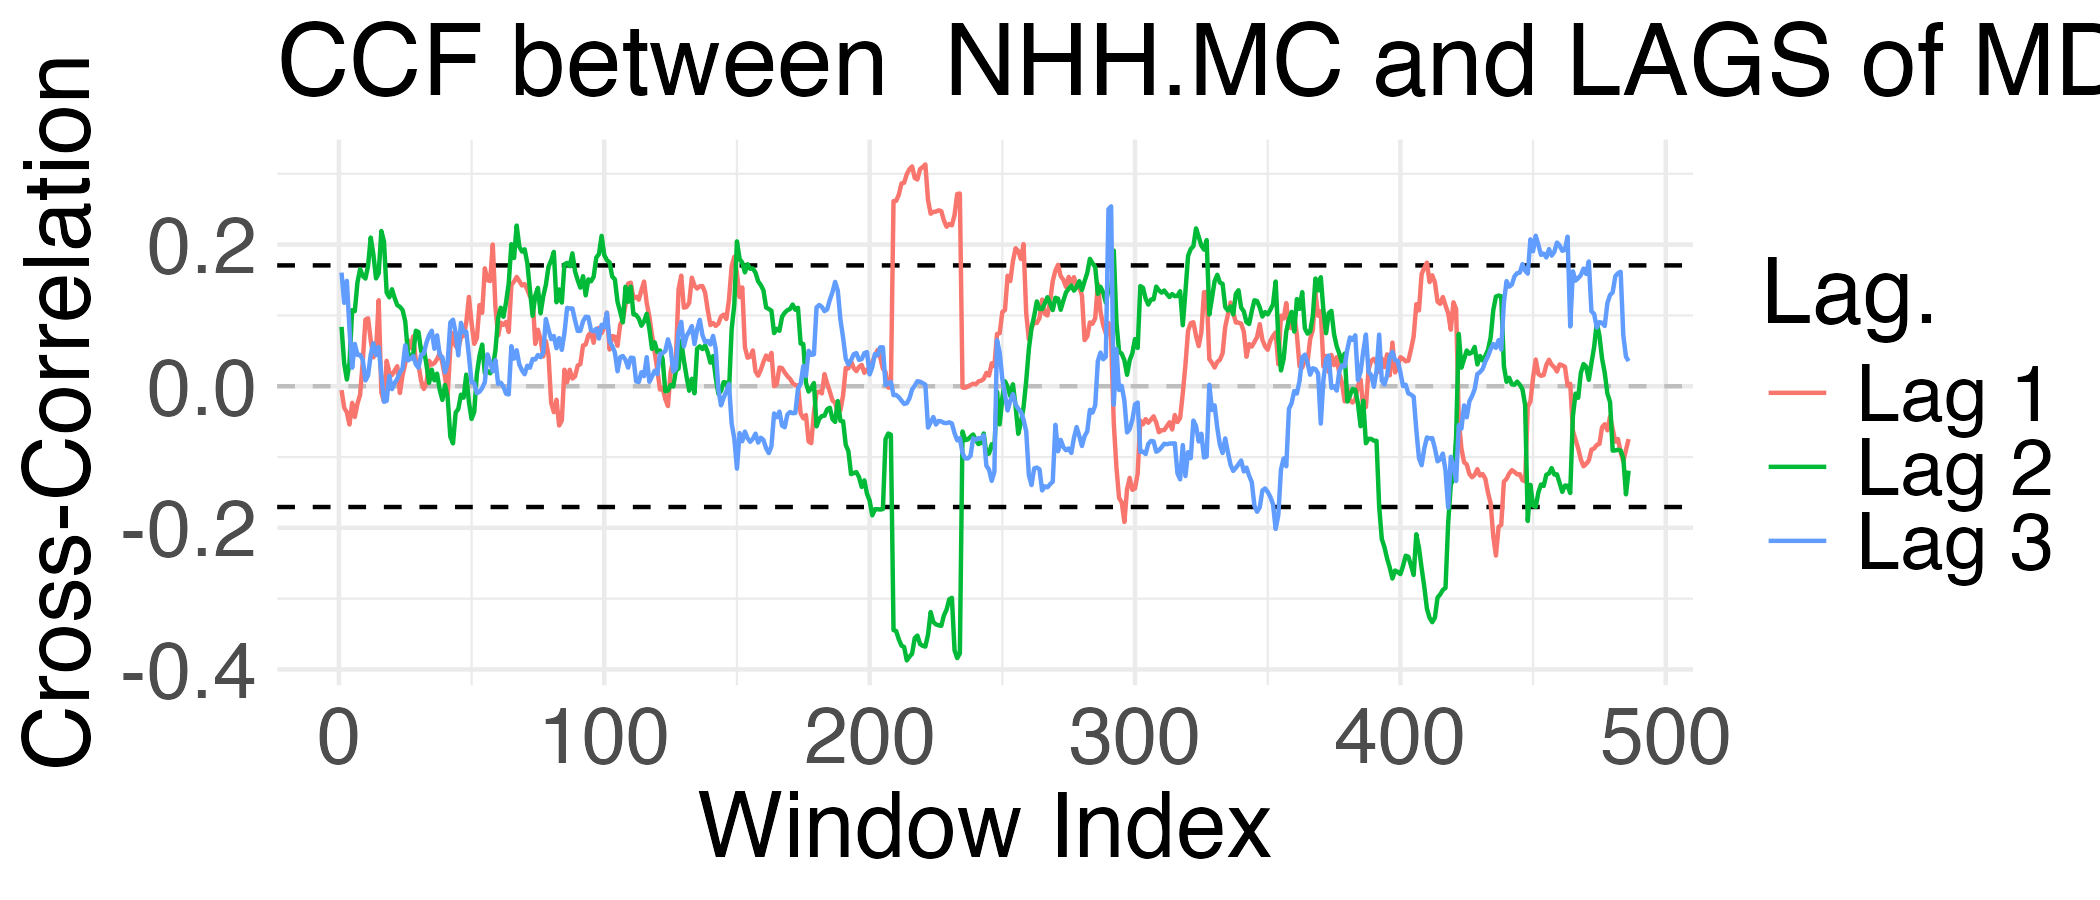 CCF between NHH.MC and LAGS of MD
Cross-Correlation
0.2
0.0
-0.2
-0.4
0 100 200 300 400 500
Window Index
Lag.
Lag 1
Lag 2
Lag 3